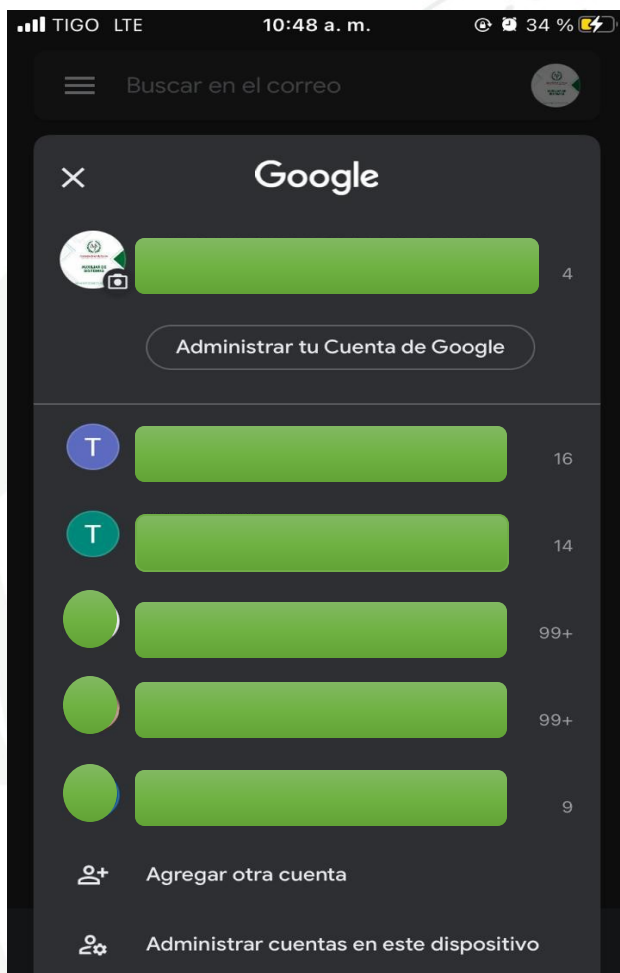 TIGO LTE 10:48 a. m. 34 %
Buscar en el correo
Google
4
Administrar tu Cuenta de Google
T
16
T
14
99+
99+
9
Agregar otra cuenta
Administrar cuentas en este dispositivo